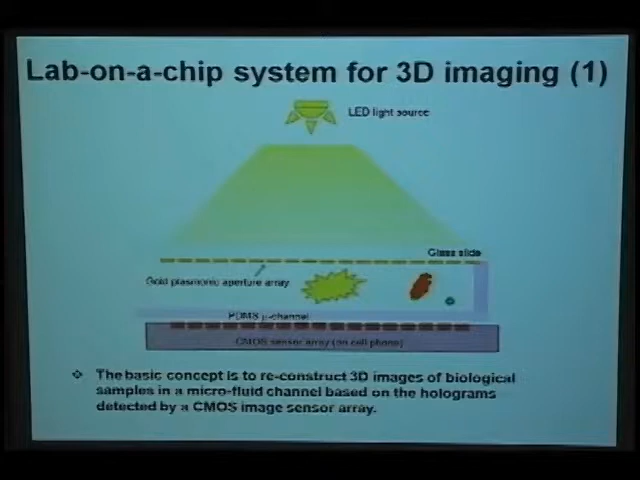 Lab-on-a-chip system for 3D imaging (1)
LED light source
Glass slide
Gold plasmonic aperture array
PDMS μ-channel
CMOS sensor array (on cell phone)
The basic concept is to re-construct 3D images of biological
samples in a micro-fluid channel based on the holograms
detected by a CMOS image sensor array.